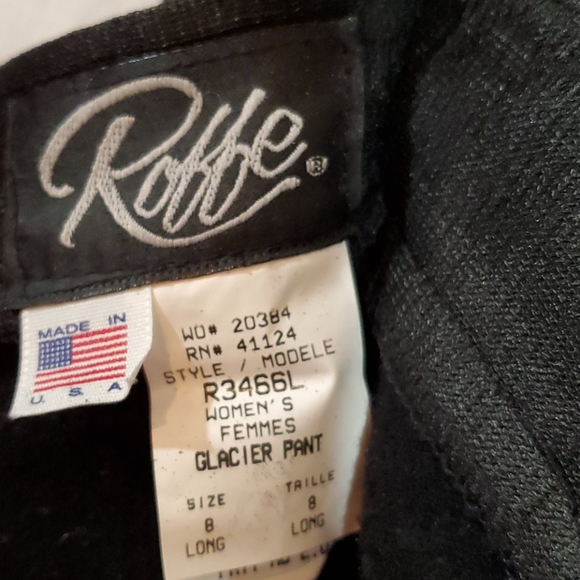 Roffe®
MADE IN
U. S. A
WO# 20384
RN# 41124
STYLE / MODELE
R3466L
WOMEN'S
FEMMES
GLACIER PANT
SIZE TAILLE
8 8
LONG LONG